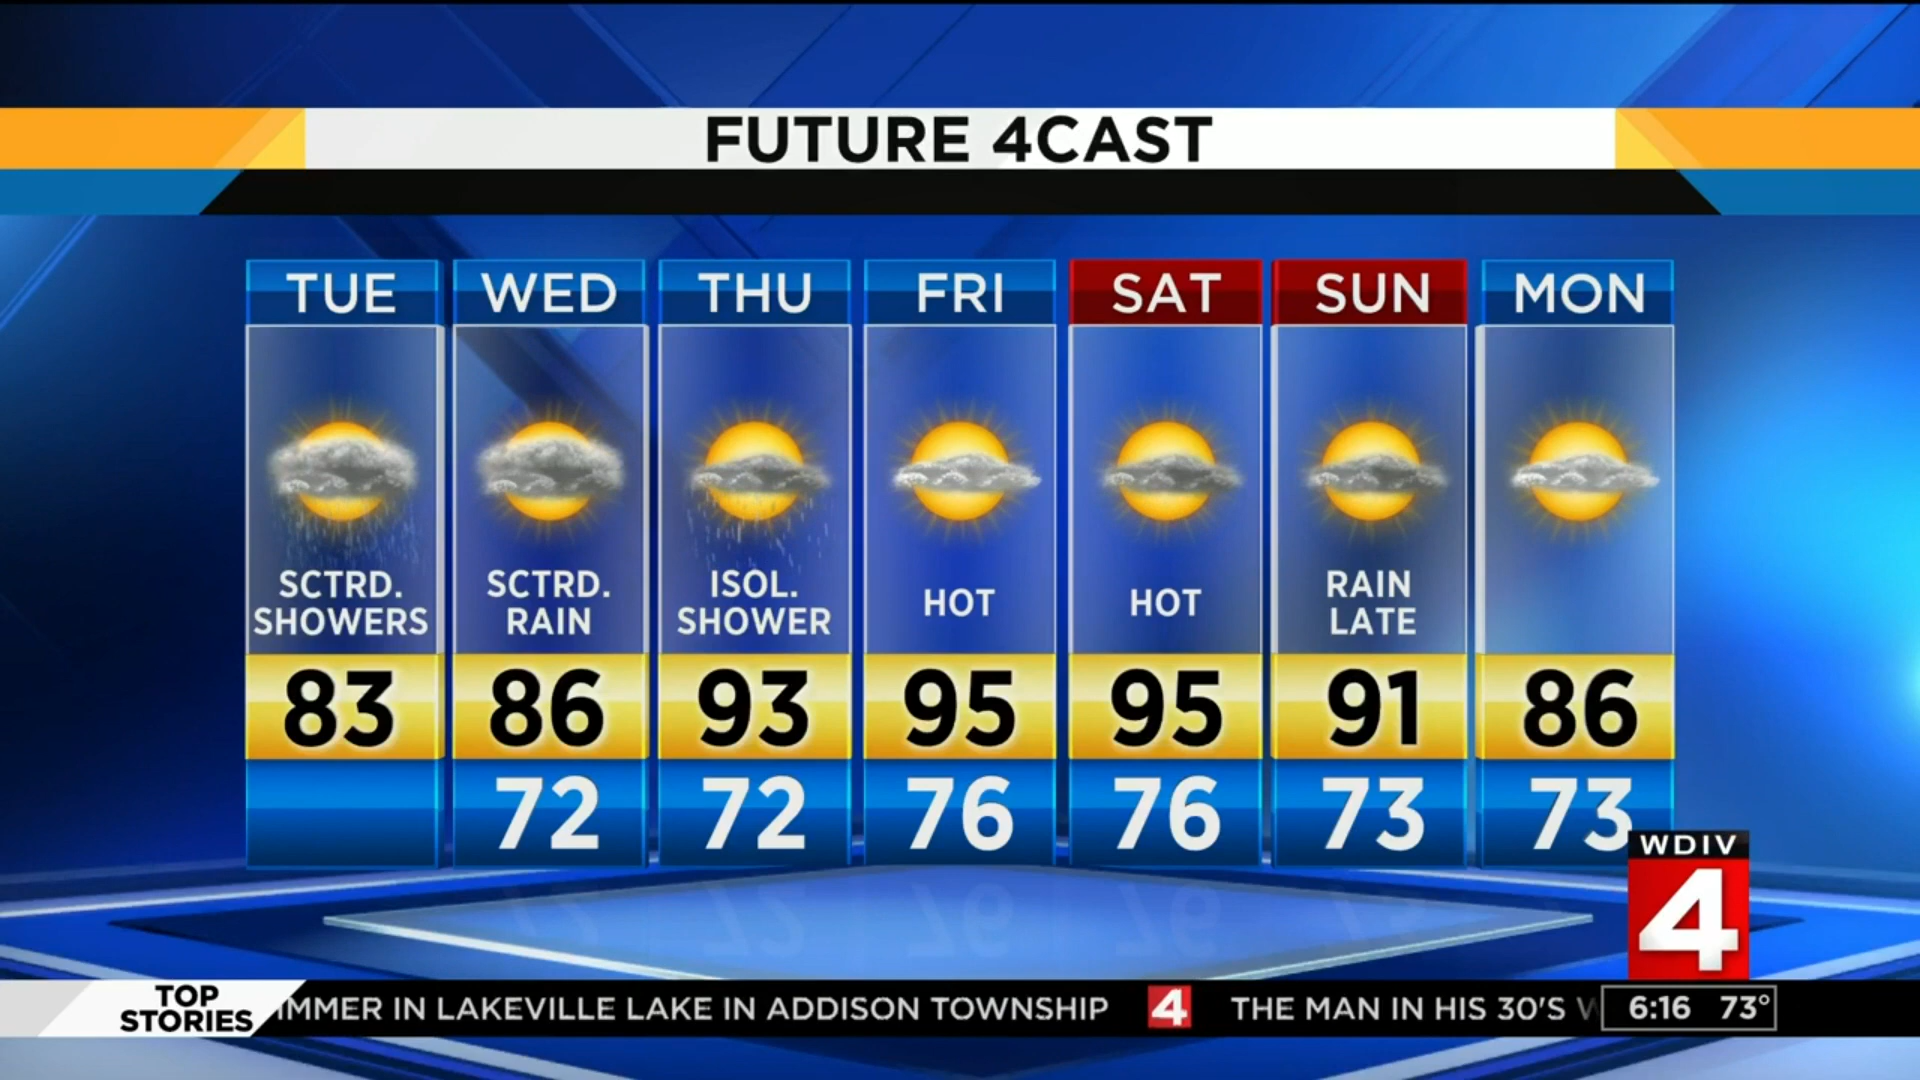 FUTURE 4CAST
TUE WED THU FRI SAT SUN MON
SCTRD. SHOWERS
SCTRD. RAIN
ISOL. SHOWER
HOT
HOT
RAIN LATE
83 86 93 95 95 91 86
72 72 76 76 73 73
WDIV
4
TOP STORIES
IMMER IN LAKEVILLE LAKE IN ADDISON TOWNSHIP 4 THE MAN IN HIS 30'S
6:16 73°